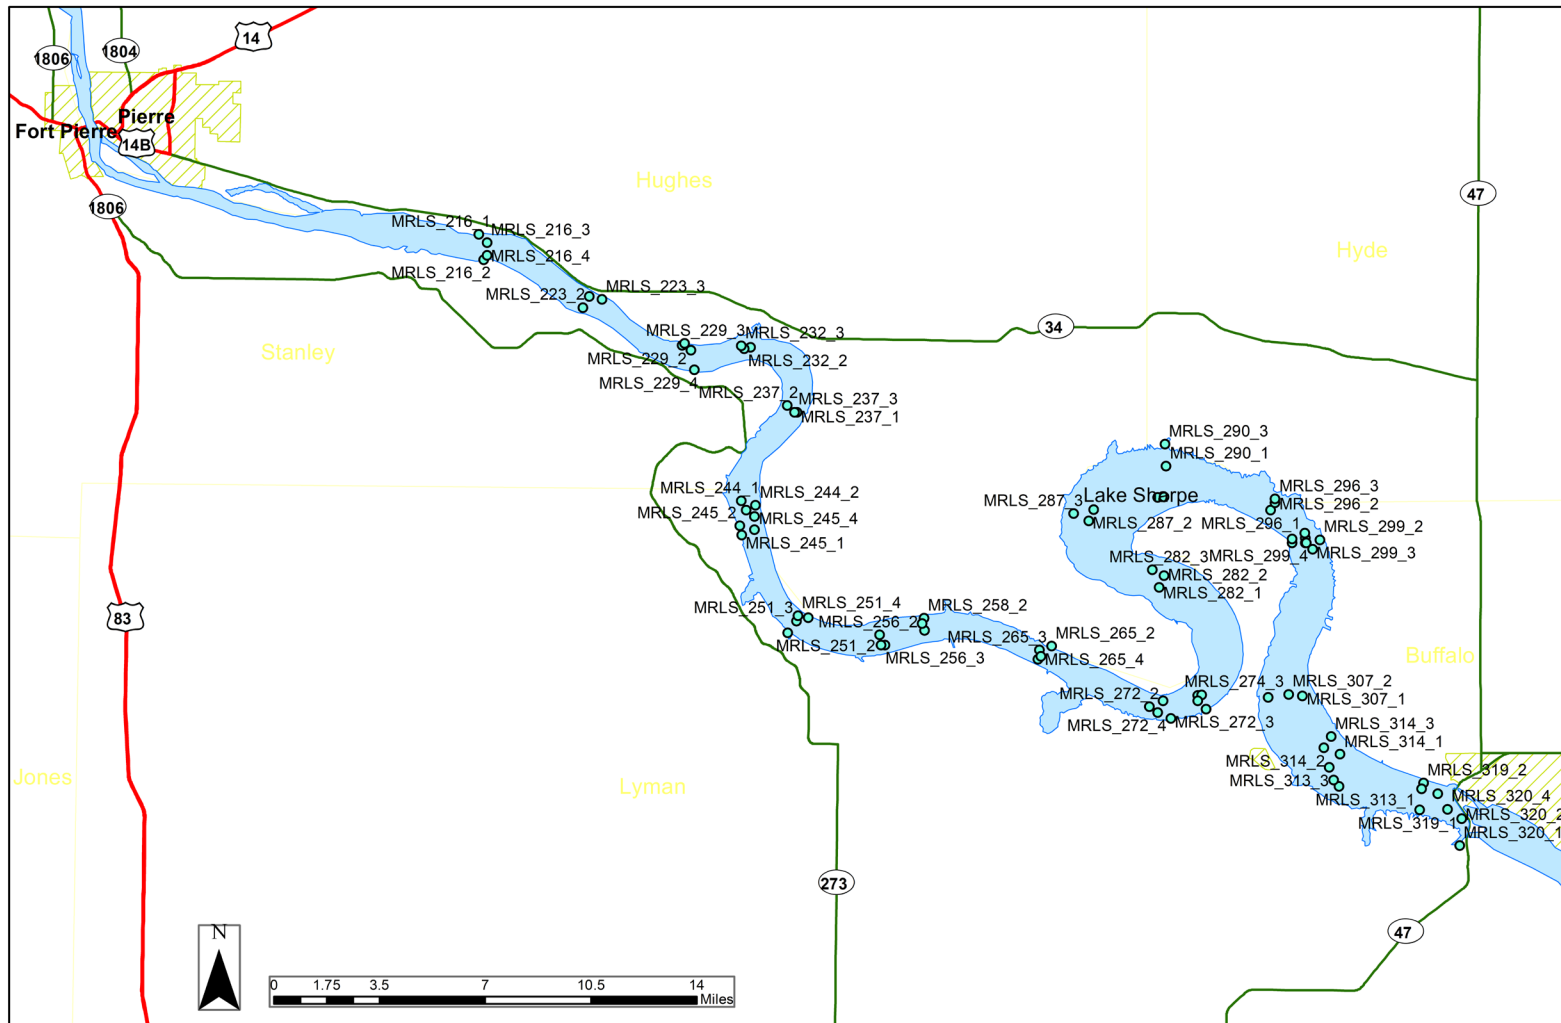 14
1806
1804
Pierre
Fort Pierre
14B
1806
Hughes
47
Hyde
MRLS_216_1
MRLS_216_3
MRLS_216_4
MRLS_216_2
MRLS_223_3
MRLS_223_2
34
MRLS_229_3
MRLS_232_3
Stanley
MRLS_229_2
MRLS_232_2
MRLS_229_4
MRLS_237_2
MRLS_237_3
MRLS_237_1
MRLS_290_3
MRLS_290_1
MRLS_244_1
MRLS_244_2
MRLS_287_3
Lake Sharpe
MRLS_296_3
MRLS_296_2
MRLS_245_2
MRLS_245_4
MRLS_287_2
MRLS_296_1
MRLS_299_2
MRLS_245_1
MRLS_282_3
MRLS_299_4
MRLS_299_3
MRLS_282_2
MRLS_282_1
83
MRLS_251_3
MRLS_251_4
MRLS_258_2
MRLS_256_2
MRLS_251_2
MRLS_256_3
MRLS_265_3
MRLS_265_2
MRLS_265_4
Buffalo
MRLS_272_2
MRLS_274_3
MRLS_307_2
MRLS_307_1
MRLS_272_4
MRLS_272_3
MRLS_314_3
MRLS_314_1
MRLS_314_2
Jones
Lyman
MRLS_313_3
MRLS_319_2
MRLS_313_1
MRLS_320_4
MRLS_319_1
MRLS_320_2
MRLS_320_1
273
47
N
0 1.75 3.5 7 10.5 14
Miles